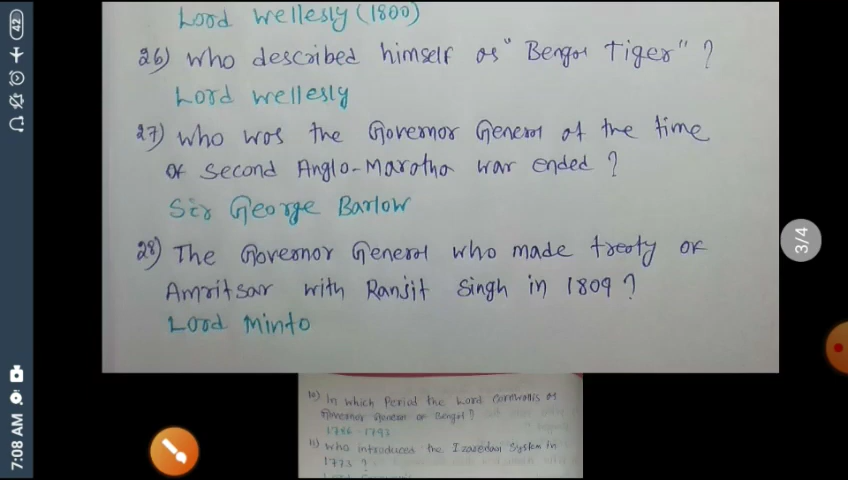 Lord Wellesly (1800)
26) Who described himself as "Bengal Tiger" ?
Lord Wellesly
27) Who was the Governor General at the time
of second Anglo-Maratha war ended ?
Sir George Barlow
28) The Governor General who made treaty of
Amritsar with Ranjit Singh in 1809 ?
Lord Minto
10) In which Period the Lord Cornwallis as
Governor General of Bengal ?
1786-1793
11) Who introduced the Izaredari System in
1773 ?
3/4
42
7:08 AM